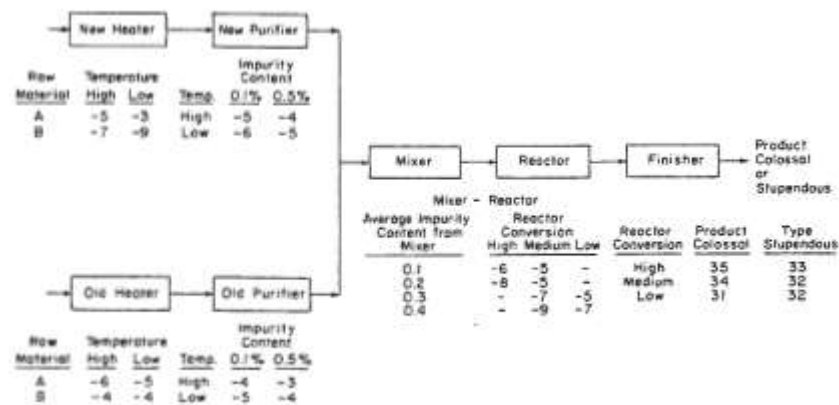 New Heater New Purifier
Impurity
Raw Temperature Content
Material High Low Temp. 0.1% 0.5%
A -5 -3 High -5 -4
B -7 -9 Low -6 -5
Mixer Reactor Finisher
Product
Colossal
or
Stupendous
Mixer - Reactor
Average Impurity Reactor
Content from Conversion Reactor Product Type
Mixer High Medium Low Conversion Colossal Stupendous
0.1 -6 -5 - High 35 33
0.2 -8 -5 - Medium 34 32
0.3 - -7 -5 Low 31 32
0.4 - -9 -7
Old Heater Old Purifier
Impurity
Raw Temperature Content
Material High Low Temp. 0.1% 0.5%
A -6 -5 High -4 -3
B -4 -4 Low -5 -4